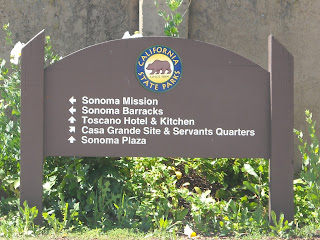 CALIFORNIA
STATE PARKS
← Sonoma Mission
← Sonoma Barracks
↑ Toscano Hotel & Kitchen
↗ Casa Grande Site & Servants Quarters
↑ Sonoma Plaza